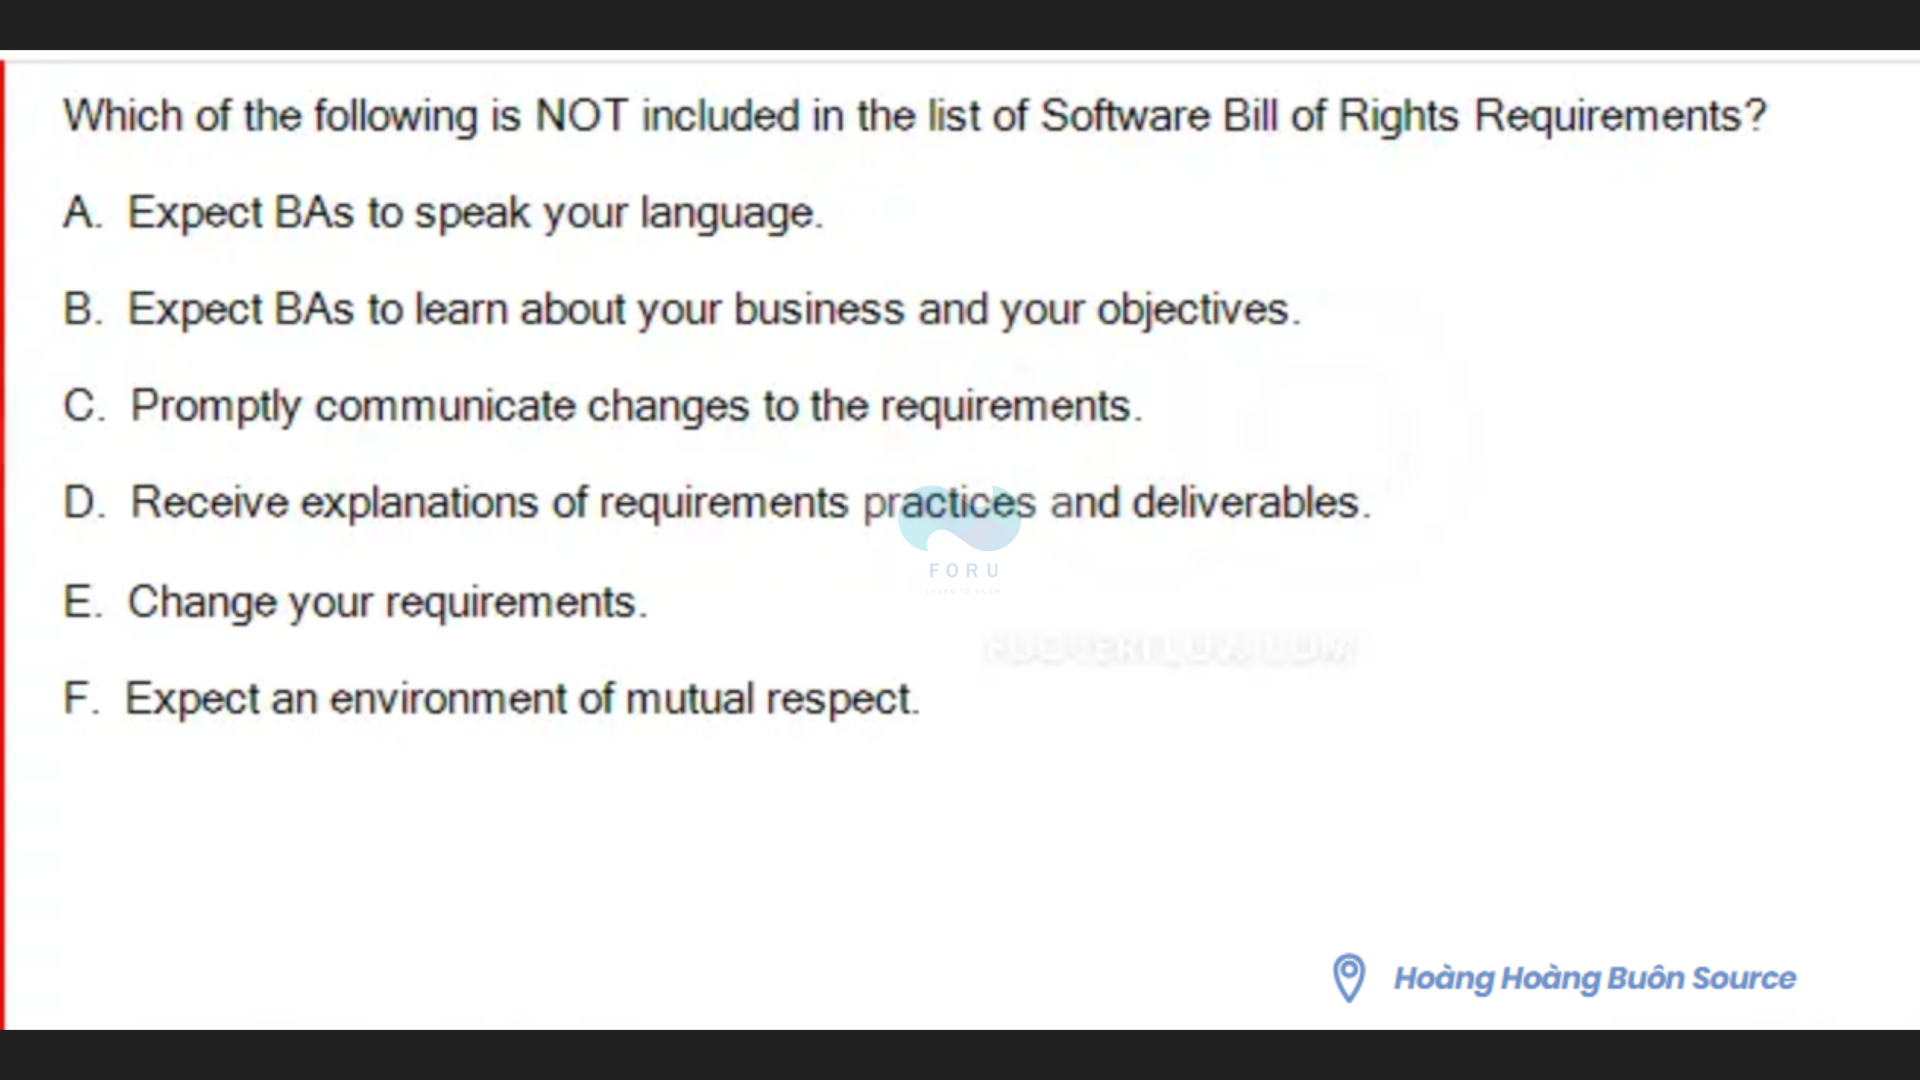 Which of the following is NOT included in the list of Software Bill of Rights Requirements?
A. Expect BAs to speak your language.
B. Expect BAs to learn about your business and your objectives.
C. Promptly communicate changes to the requirements.
D. Receive explanations of requirements practices and deliverables.
FORU
E. Change your requirements.
F. Expect an environment of mutual respect.
Hoàng Hoàng Buôn Source